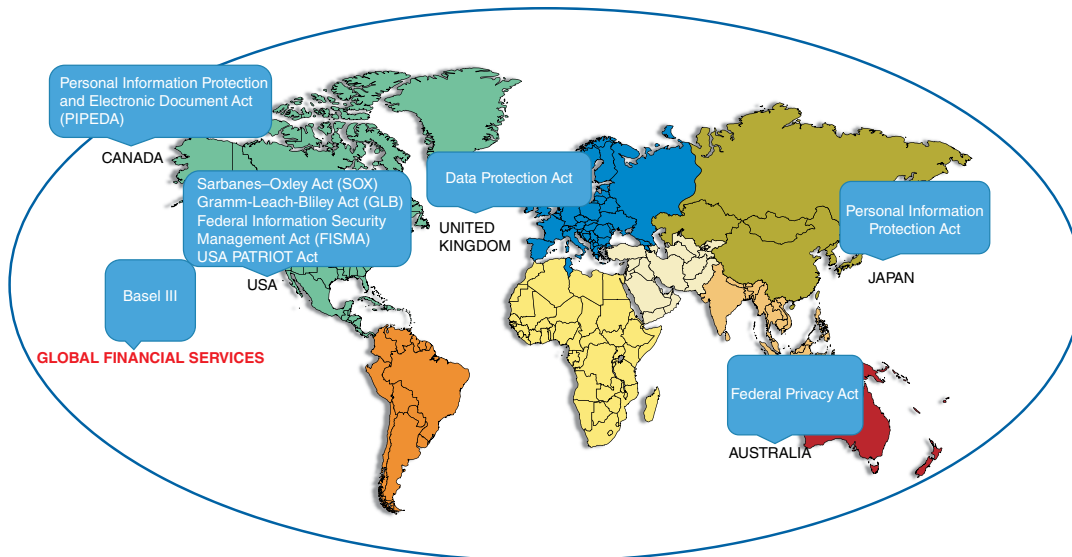 Personal Information Protection
and Electronic Document Act
(PIPEDA)
CANADA
Sarbanes–Oxley Act (SOX)
Gramm-Leach-Bliley Act (GLB)
Federal Information Security
Management Act (FISMA)
USA PATRIOT Act
USA
Data Protection Act
UNITED
KINGDOM
Personal Information
Protection Act
JAPAN
Basel III
GLOBAL FINANCIAL SERVICES
Federal Privacy Act
AUSTRALIA